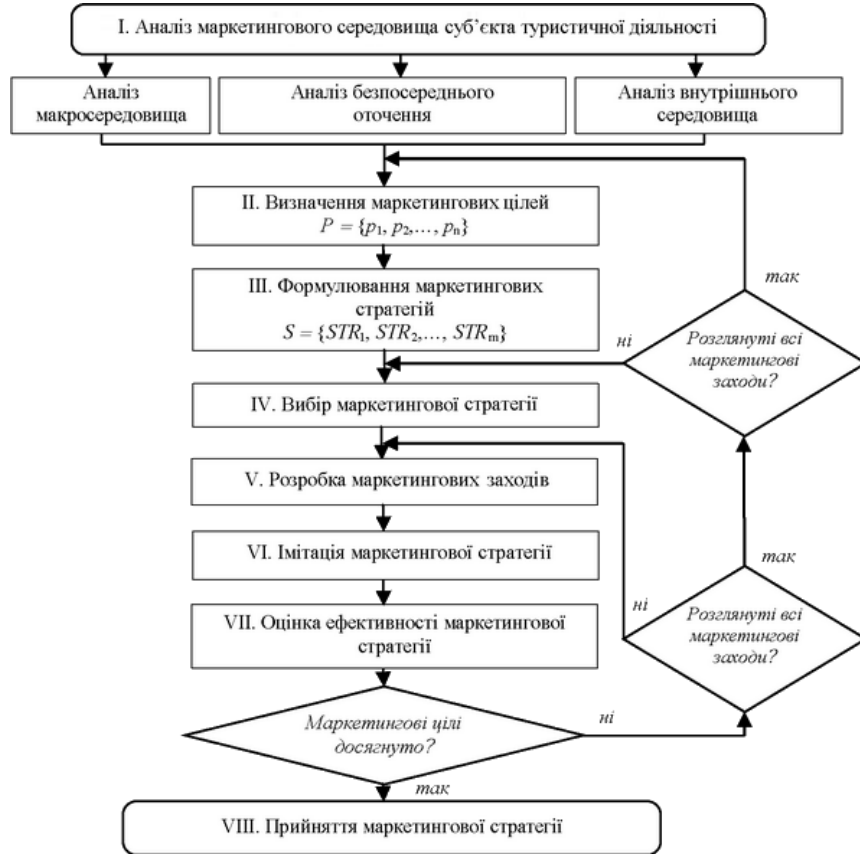 I. Аналіз маркетингового середовища суб’єкта туристичної діяльності
Аналіз
макросередовища
Аналіз безпосереднього
оточення
Аналіз внутрішнього
середовища
II. Визначення маркетингових цілей
P = {p₁, p₂,…, pₙ}
так
III. Формулювання маркетингових
стратегій
S = {STR₁, STR₂,…, STRₘ}
ні
Розглянуті всі
маркетингові
заходи?
IV. Вибір маркетингової стратегії
V. Розробка маркетингових заходів
VI. Імітація маркетингової стратегії
так
ні
Розглянуті всі
маркетингові
заходи?
VII. Оцінка ефективності маркетингової
стратегії
Маркетингові цілі
досягнуто?
ні
так
VIII. Прийняття маркетингової стратегії